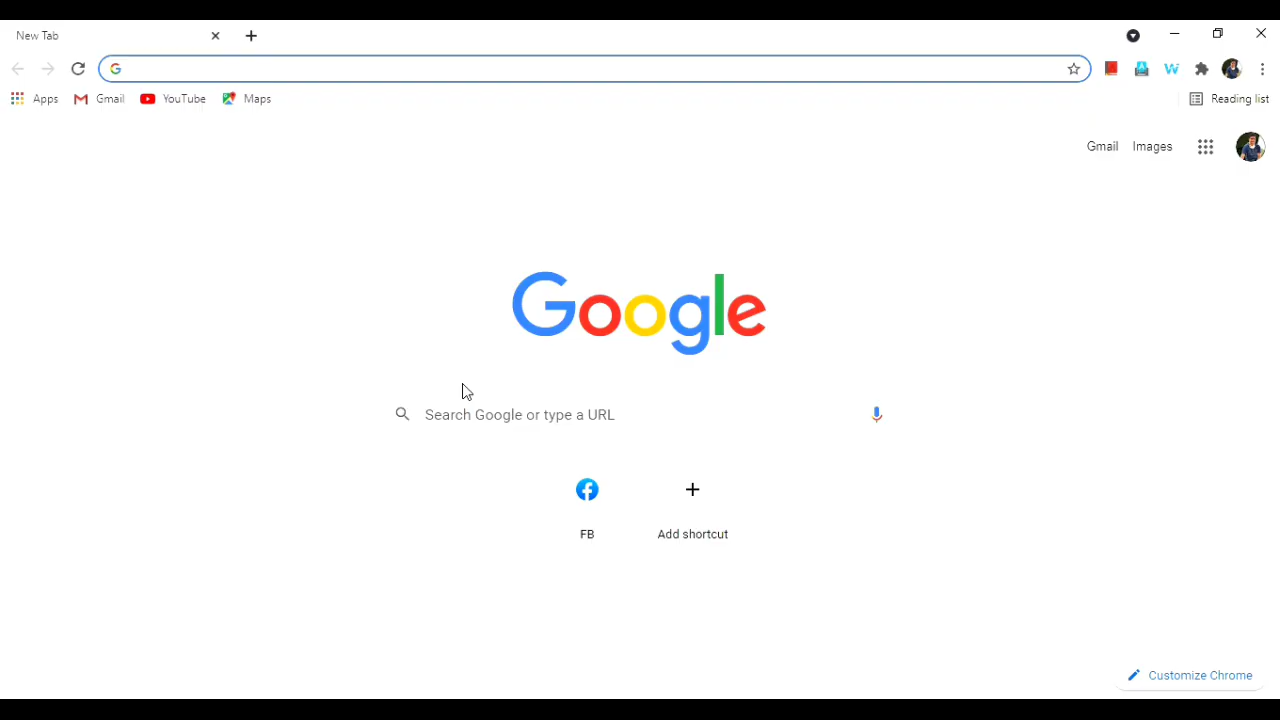 New Tab
Apps Gmail YouTube Maps Reading list
Gmail Images
Google
Search Google or type a URL
FB Add shortcut
Customize Chrome